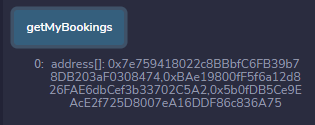 getMyBookings
0: address[]: 0x7e759418022c8BBbfC6FB39b7
8DB203aF0308474,0xBAe19800fF5f6a12d8
26FAE6dbCef3b33702C5A2,0x5b0fDB5Ce9E
AcE2f725D8007eA16DDF86c836A75